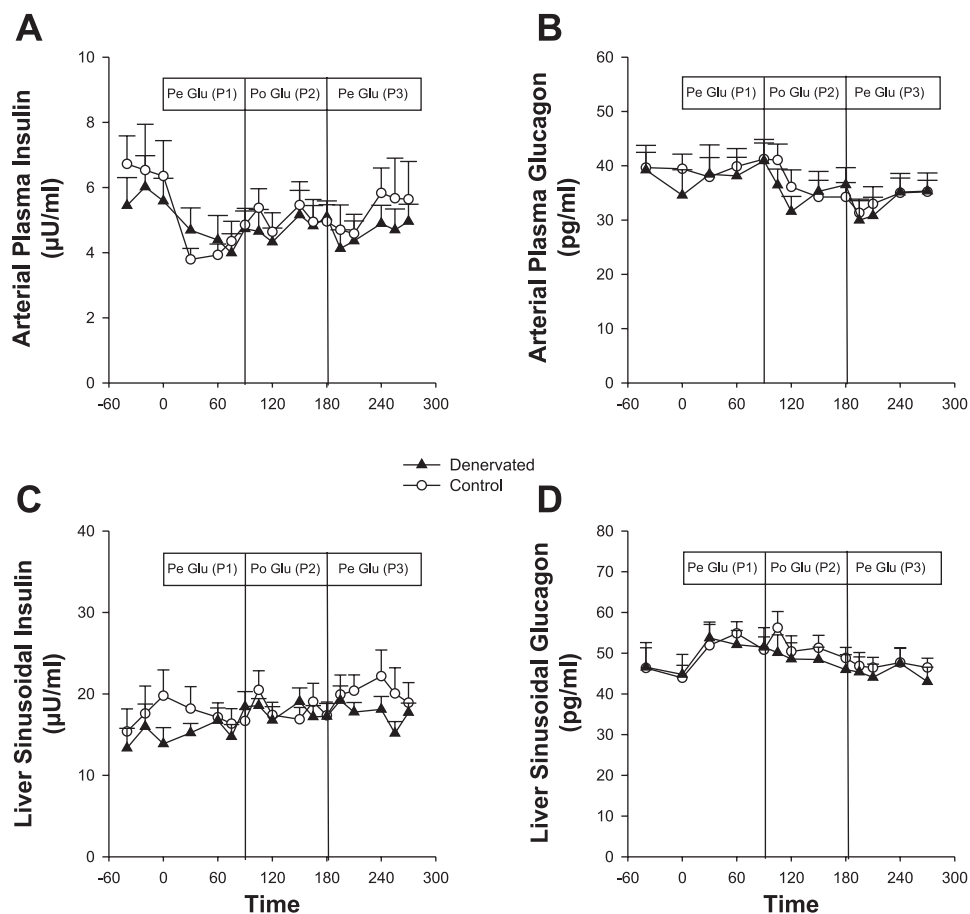 A
Arterial Plasma Insulin
(µU/ml)
10
8
6
4
2
0
Pe Glu (P1) Po Glu (P2) Pe Glu (P3)
-60 0 60 120 180 240 300
B
Arterial Plasma Glucagon
(pg/ml)
60
50
40
30
20
10
0
Pe Glu (P1) Po Glu (P2) Pe Glu (P3)
-60 0 60 120 180 240 300
Denervated
Control
C
Liver Sinusoidal Insulin
(µU/ml)
40
30
20
10
0
Pe Glu (P1) Po Glu (P2) Pe Glu (P3)
-60 0 60 120 180 240 300
Time
D
Liver Sinusoidal Glucagon
(pg/ml)
80
70
60
50
40
30
20
10
0
Pe Glu (P1) Po Glu (P2) Pe Glu (P3)
-60 0 60 120 180 240 300
Time